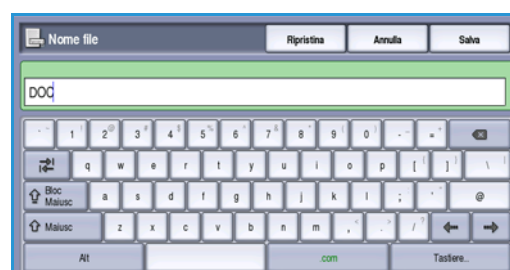 Nome file Ripristina Annulla Salva
DOC
` ~ 1 ! 2 @ 3 # 4 $ 5 % 6 ^ 7 & 8 * 9 ( 0 ) - _ = +
q w e r t y u i o p [ { ] } \ |
Bloc Maiusc a s d f g h j k l ; ' " @
Maiusc z x c v b n m , < . > / ?
Alt .com Tastiere...